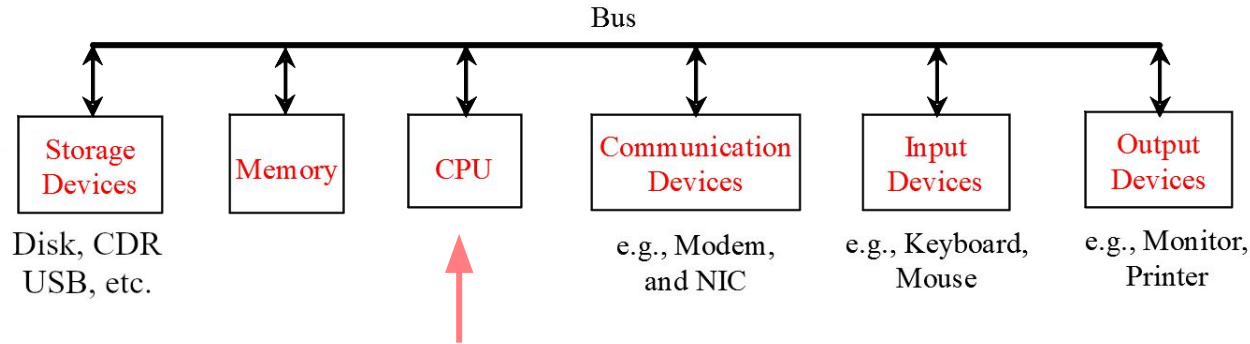 Bus
Storage
Devices
Memory
CPU
Communication
Devices
Input
Devices
Output
Devices
Disk, CDR
USB, etc.
e.g., Modem,
and NIC
e.g., Keyboard,
Mouse
e.g., Monitor,
Printer